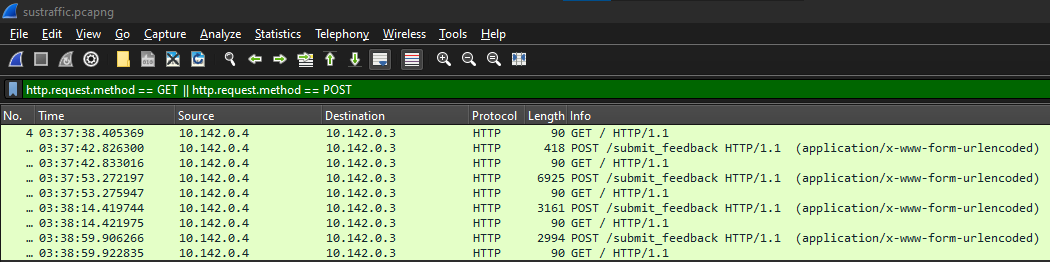 sustraffic.pcapng
File Edit View Go Capture Analyze Statistics Telephony Wireless Tools Help
http.request.method == GET || http.request.method == POST
No. Time Source Destination Protocol Length Info
4 03:37:38.405369 10.142.0.4 10.142.0.3 HTTP 90 GET / HTTP/1.1
… 03:37:42.826300 10.142.0.4 10.142.0.3 HTTP 418 POST /submit_feedback HTTP/1.1 (application/x-www-form-urlencoded)
… 03:37:42.833016 10.142.0.4 10.142.0.3 HTTP 90 GET / HTTP/1.1
… 03:37:53.272197 10.142.0.4 10.142.0.3 HTTP 6925 POST /submit_feedback HTTP/1.1 (application/x-www-form-urlencoded)
… 03:37:53.275947 10.142.0.4 10.142.0.3 HTTP 90 GET / HTTP/1.1
… 03:38:14.419744 10.142.0.4 10.142.0.3 HTTP 3161 POST /submit_feedback HTTP/1.1 (application/x-www-form-urlencoded)
… 03:38:14.421975 10.142.0.4 10.142.0.3 HTTP 90 GET / HTTP/1.1
… 03:38:59.906266 10.142.0.4 10.142.0.3 HTTP 2994 POST /submit_feedback HTTP/1.1 (application/x-www-form-urlencoded)
… 03:38:59.922835 10.142.0.4 10.142.0.3 HTTP 90 GET / HTTP/1.1